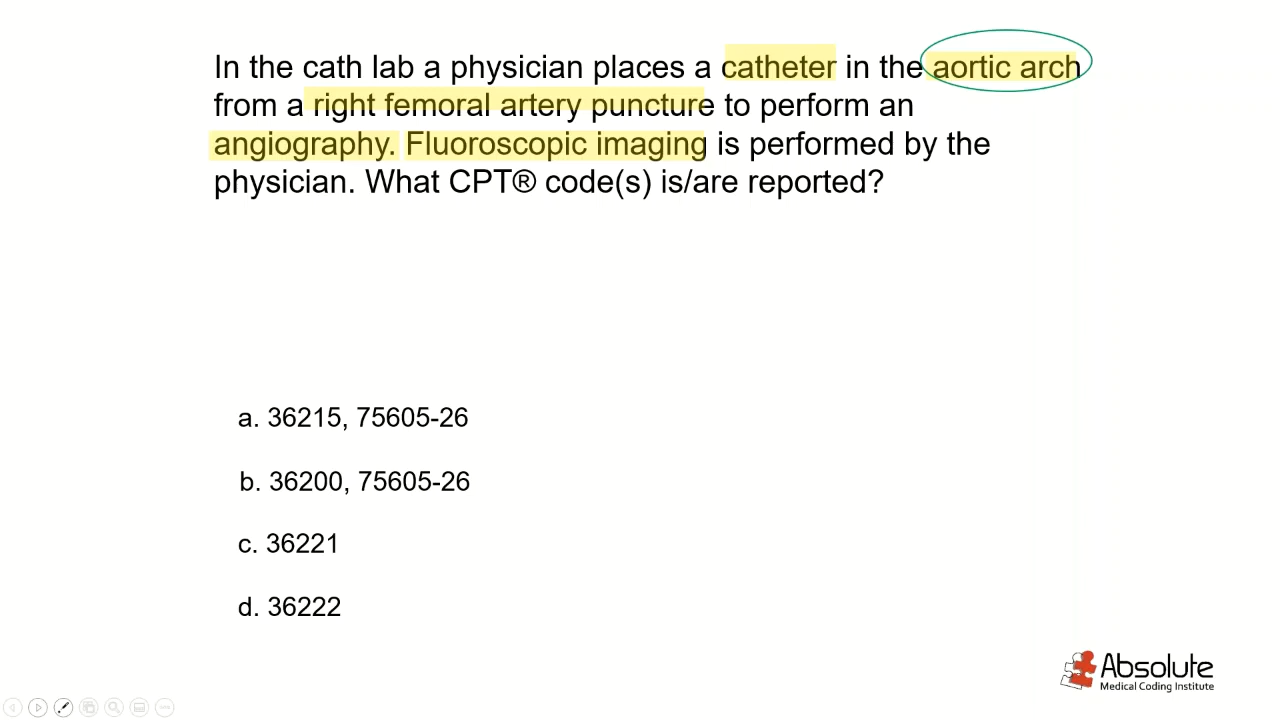 In the cath lab a physician places a catheter in the aortic arch
from a right femoral artery puncture to perform an
angiography. Fluoroscopic imaging is performed by the
physician. What CPT® code(s) is/are reported?
a. 36215, 75605-26
b. 36200, 75605-26
c. 36221
d. 36222
Absolute
Medical Coding Institute